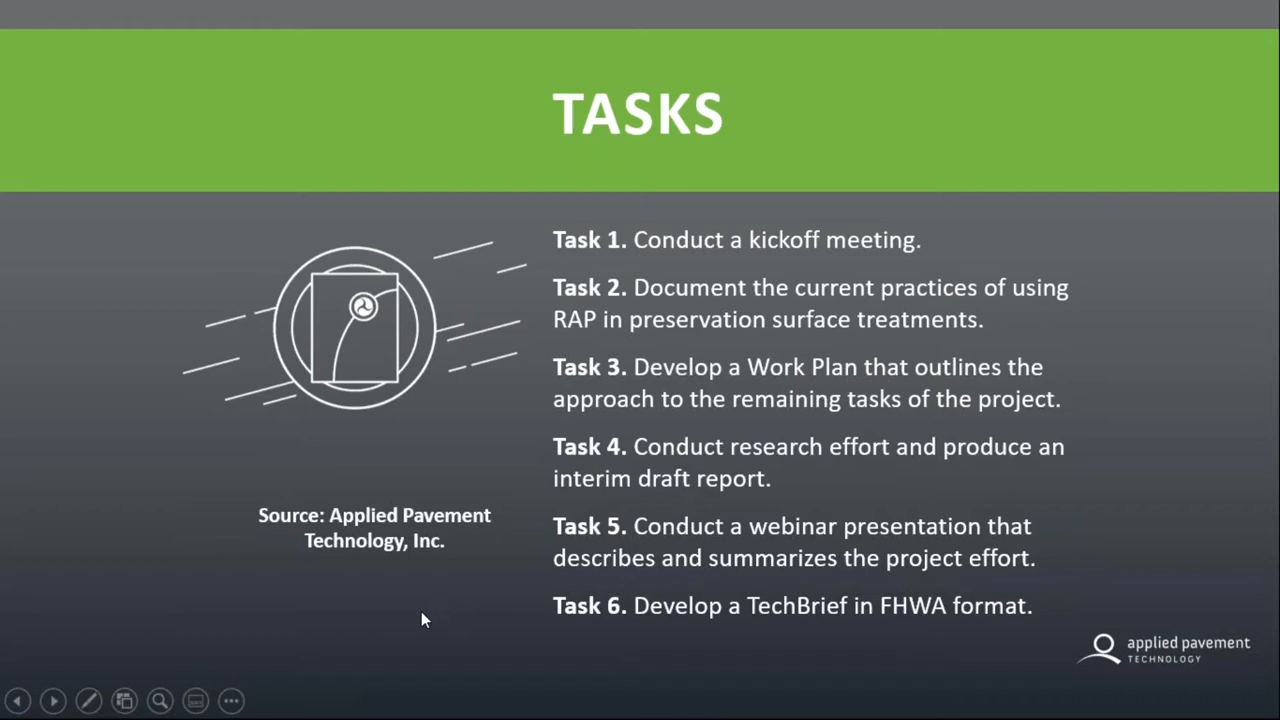 TASKS
Task 1. Conduct a kickoff meeting.
Task 2. Document the current practices of using
RAP in preservation surface treatments.
Task 3. Develop a Work Plan that outlines the
approach to the remaining tasks of the project.
Task 4. Conduct research effort and produce an
interim draft report.
Task 5. Conduct a webinar presentation that
describes and summarizes the project effort.
Task 6. Develop a TechBrief in FHWA format.
Source: Applied Pavement
Technology, Inc.
applied pavement
TECHNOLOGY